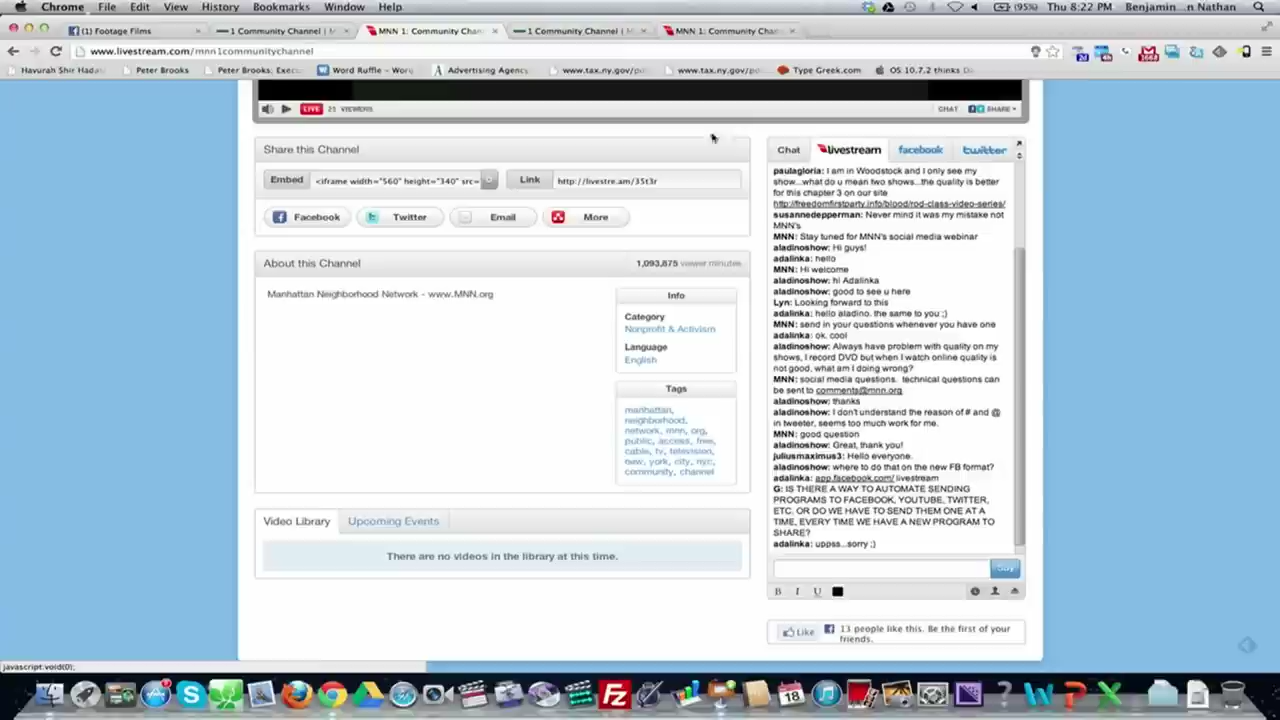 Chrome File Edit View History Bookmarks Window Help (95%) Thu 8:22 PM Benjamin ...n Nathan
(1) Footage Films 1 Community Channel | M MNN 1: Community Chan 1 Community Channel | M MNN 1: Community Chan
www.livestream.com/mnn1communitychannel
Havurah Shir Hada Peter Brooks Peter Brooks: Exec Word Ruffle – Wor Advertising Agenc www.tax.ny.gov/p www.tax.ny.gov/p Type Greek.com OS 10.7.2 thinks D
LIVE 21 VIEWERS CHAT SHARE
Share this Channel
Embed <iframe width="560" height="340" src= Link http://livestre.am/35t3r
Facebook Twitter Email More
About this Channel 1,093,875 viewer minutes
Manhattan Neighborhood Network - www.MNN.org
Info
Category
Nonprofit & Activism
Language
English
Tags
manhattan,
neighborhood,
network, mnn, org,
public, access, free,
cable, tv, television,
new, york, city, nyc,
community, channel
Video Library Upcoming Events
There are no videos in the library at this time.
Chat livestream facebook twitter
paulagloria: I am in Woodstock and I only see my
show...what do u mean two shows...the quality is better
for this chapter 3 on our site
http://freedomfirstparty.info/blood/rod-class-video-series/
susannedepperman: Never mind it was my mistake not
MNN's
MNN: Stay tuned for MNN's social media webinar
aladinoshow: Hi guys!
adalinka: hello
MNN: Hi welcome
aladinoshow: hi Adalinka
aladinoshow: good to see u here
Lyn: Looking forward to this
adalinka: hello aladino. the same to you ;)
MNN: send in your questions whenever you have one
adalinka: ok. cool
aladinoshow: Always have problem with quality on my
shows, I record DVD but when I watch online quality is
not good, what am I doing wrong?
MNN: social media questions. technical questions can
be sent to comments@mnn.org
aladinoshow: thanks
aladinoshow: I don't understand the reason of # and @
in tweeter, seems too much work for me.
MNN: good question
aladinoshow: Great, thank you!
juliusmaximus3: Hello everyone.
aladinoshow: where to do that on the new FB format?
adalinka: app.facebook.com/ livestream
G: IS THERE A WAY TO AUTOMATE SENDING
PROGRAMS TO FACEBOOK, YOUTUBE, TWITTER,
ETC. OR DO WE HAVE TO SEND THEM ONE AT A
TIME, EVERY TIME WE HAVE A NEW PROGRAM TO
SHARE?
adalinka: uppss...sorry ;)
Say
B I U
Like 13 people like this. Be the first of your
friends.
javascript:void(0);
18